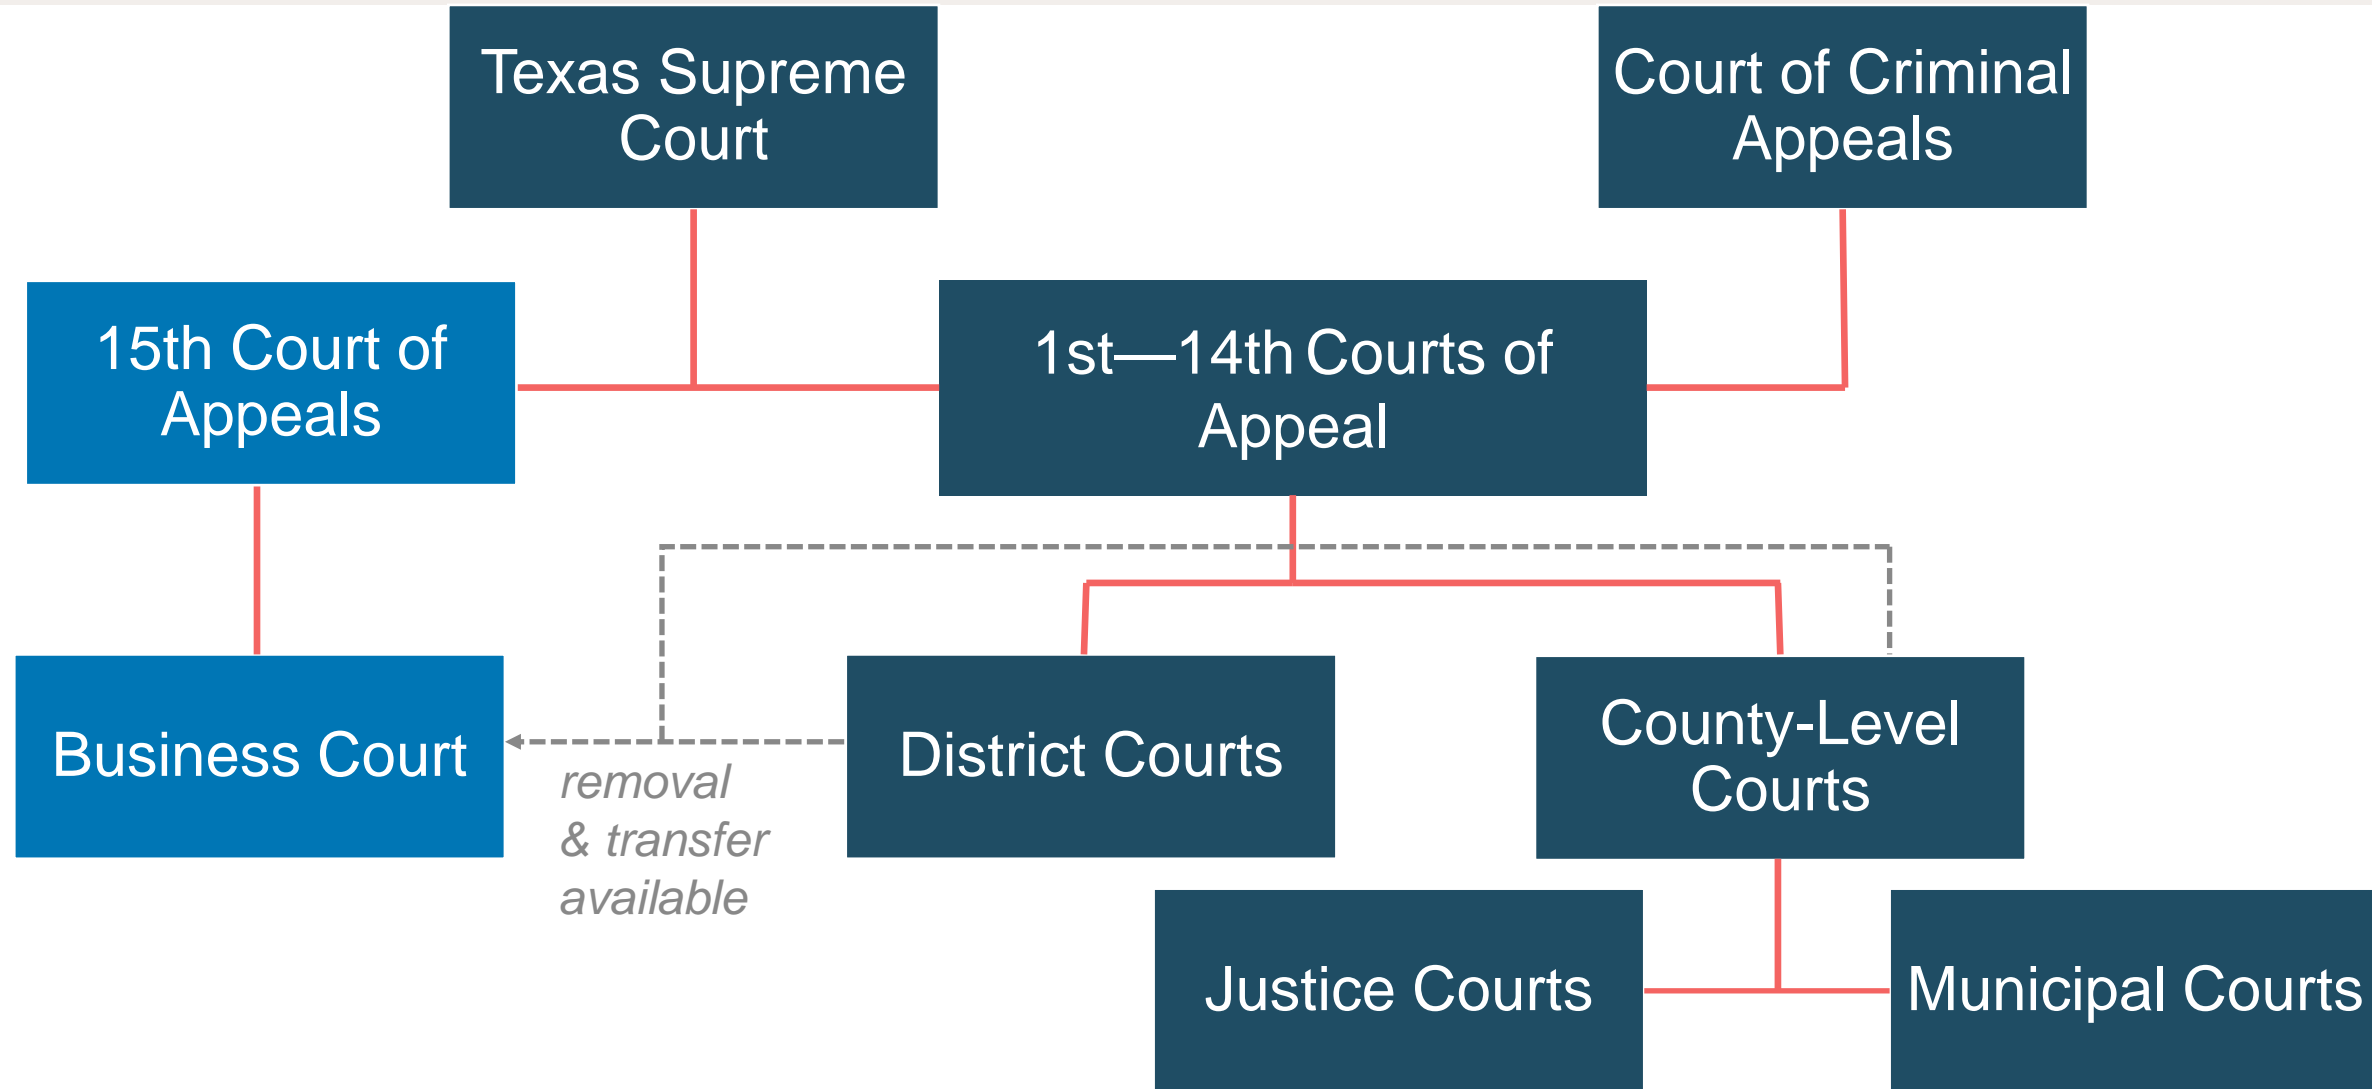 Texas Supreme
Court
Court of Criminal
Appeals
15th Court of
Appeals
1st—14th Courts of
Appeal
Business Court
removal
& transfer
available
District Courts
County-Level
Courts
Justice Courts
Municipal Courts